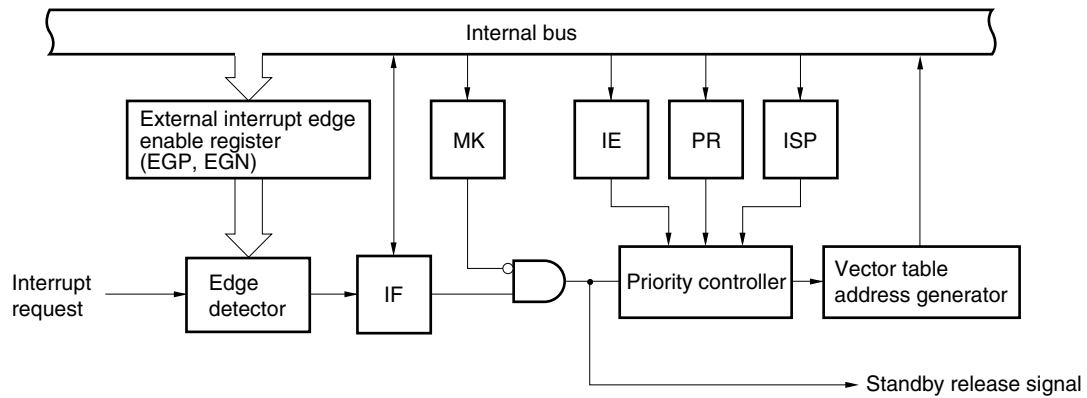 Internal bus
External interrupt edge
enable register
(EGP, EGN)
MK
IE
PR
ISP
Interrupt
request
Edge
detector
IF
Priority controller
Vector table
address generator
Standby release signal